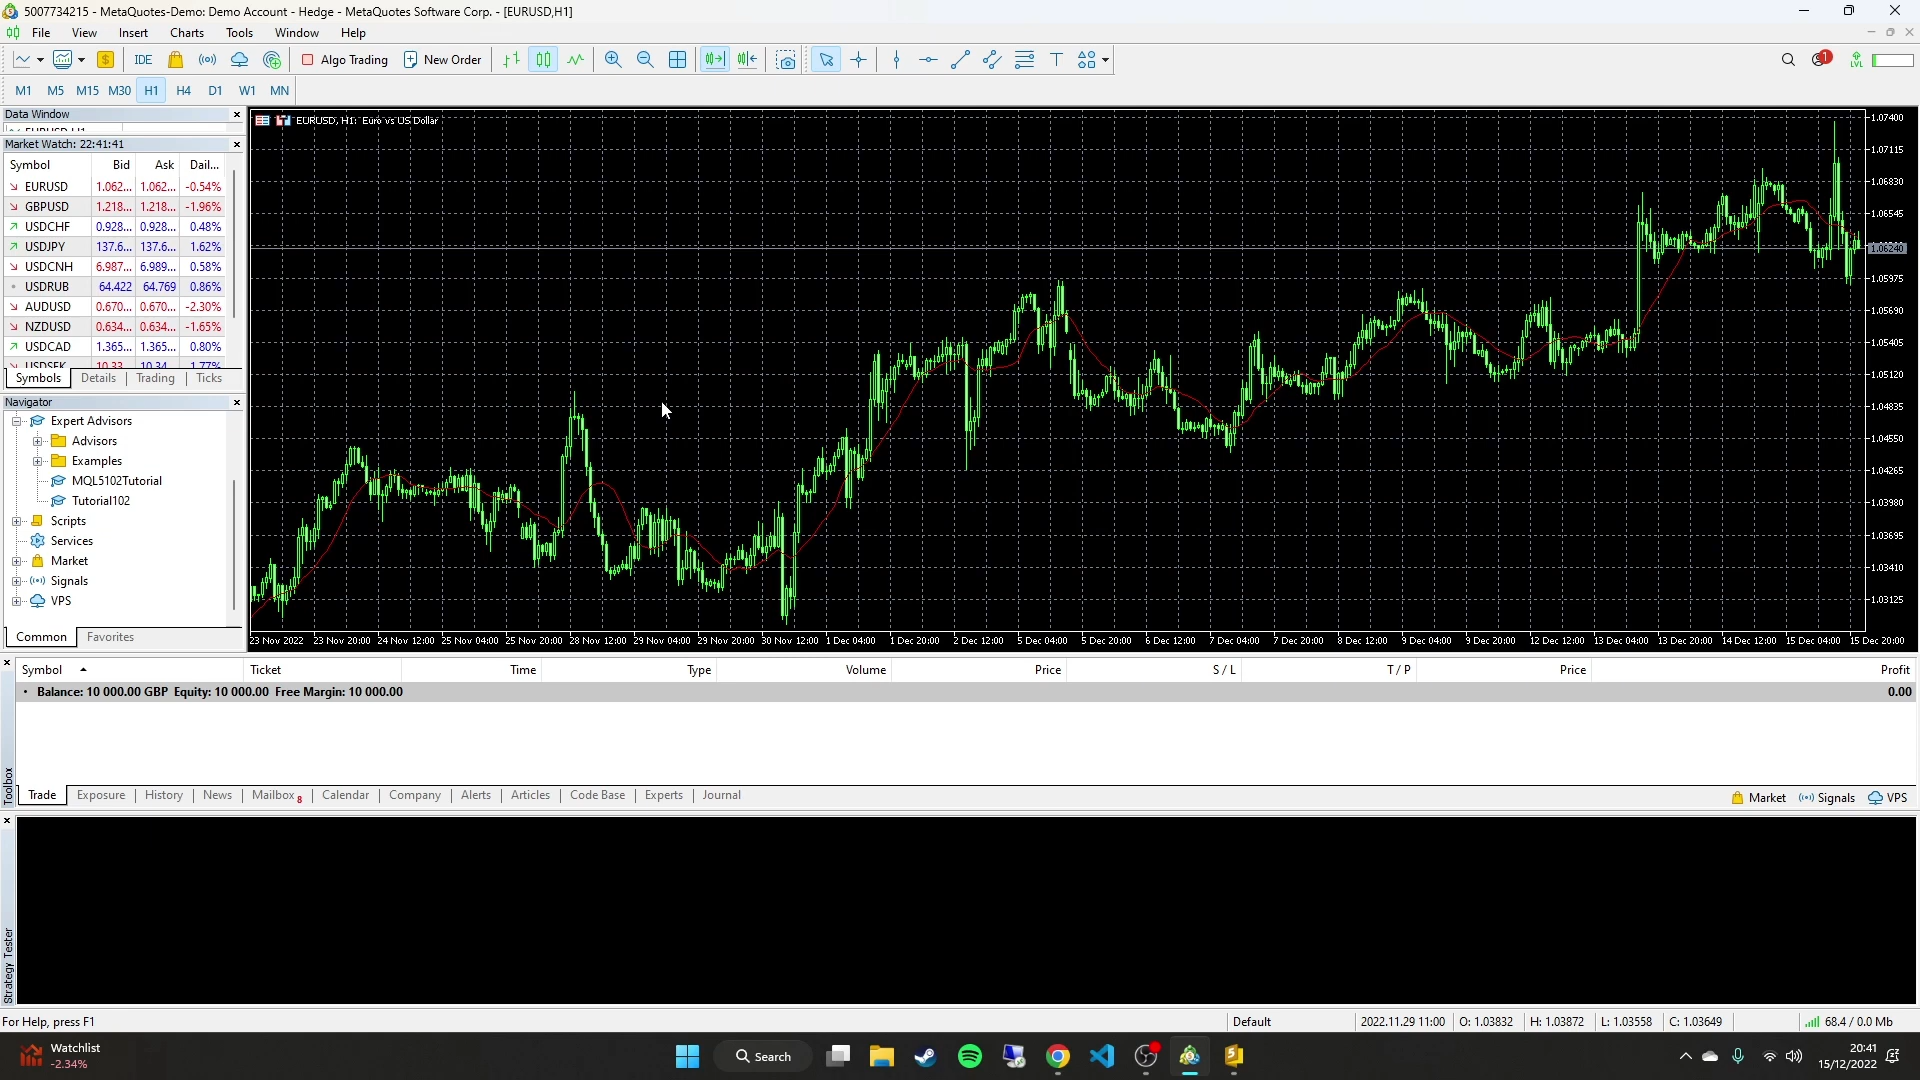 5007734215 - MetaQuotes-Demo: Demo Account - Hedge - MetaQuotes Software Corp. - [EURUSD,H1]
File View Insert Charts Tools Window Help
IDE Algo Trading New Order 1 LVL
M1 M5 M15 M30 H1 H4 D1 W1 MN
Data Window
EURUSD, H1: Euro vs US Dollar
Market Watch: 22:41:41
Symbol Bid Ask Dail...
EURUSD 1.062... 1.062... -0.54%
GBPUSD 1.218... 1.218... -1.96%
USDCHF 0.928... 0.928... 0.48%
USDJPY 137.6... 137.6... 1.62%
USDCNH 6.987... 6.989... 0.58%
USDRUB 64.422 64.769 0.86%
AUDUSD 0.670... 0.670... -2.30%
NZDUSD 0.634... 0.634... -1.65%
USDCAD 1.365... 1.365... 0.80%
USDSEK 10.33... 10.34... 1.77%
Symbols Details Trading Ticks
Navigator
Expert Advisors
Advisors
Examples
MQL5102Tutorial
Tutorial102
Scripts
Services
Market
Signals
VPS
Common Favorites
1.07400
1.07115
1.06830
1.06545
1.06240
1.05975
1.05690
1.05405
1.05120
1.04835
1.04550
1.04265
1.03980
1.03695
1.03410
1.03125
23 Nov 2022 23 Nov 20:00 24 Nov 12:00 25 Nov 04:00 25 Nov 20:00 28 Nov 12:00 29 Nov 04:00 29 Nov 20:00 30 Nov 12:00 1 Dec 04:00 1 Dec 20:00 2 Dec 12:00 5 Dec 04:00 5 Dec 20:00 6 Dec 12:00 7 Dec 04:00 7 Dec 20:00 8 Dec 12:00 9 Dec 04:00 9 Dec 20:00 12 Dec 12:00 13 Dec 04:00 13 Dec 20:00 14 Dec 12:00 15 Dec 04:00 15 Dec 20:00
Symbol Ticket Time Type Volume Price S / L T / P Price Profit
Balance: 10 000.00 GBP Equity: 10 000.00 Free Margin: 10 000.00 0.00
Toolbox
Trade Exposure History News Mailbox 8 Calendar Company Alerts Articles Code Base Experts Journal Market Signals VPS
Strategy Tester
For Help, press F1 Default 2022.11.29 11:00 O: 1.03832 H: 1.03872 L: 1.03558 C: 1.03649 68.4 / 0.0 Mb
Watchlist
-2.34%
Search
20:41
15/12/2022